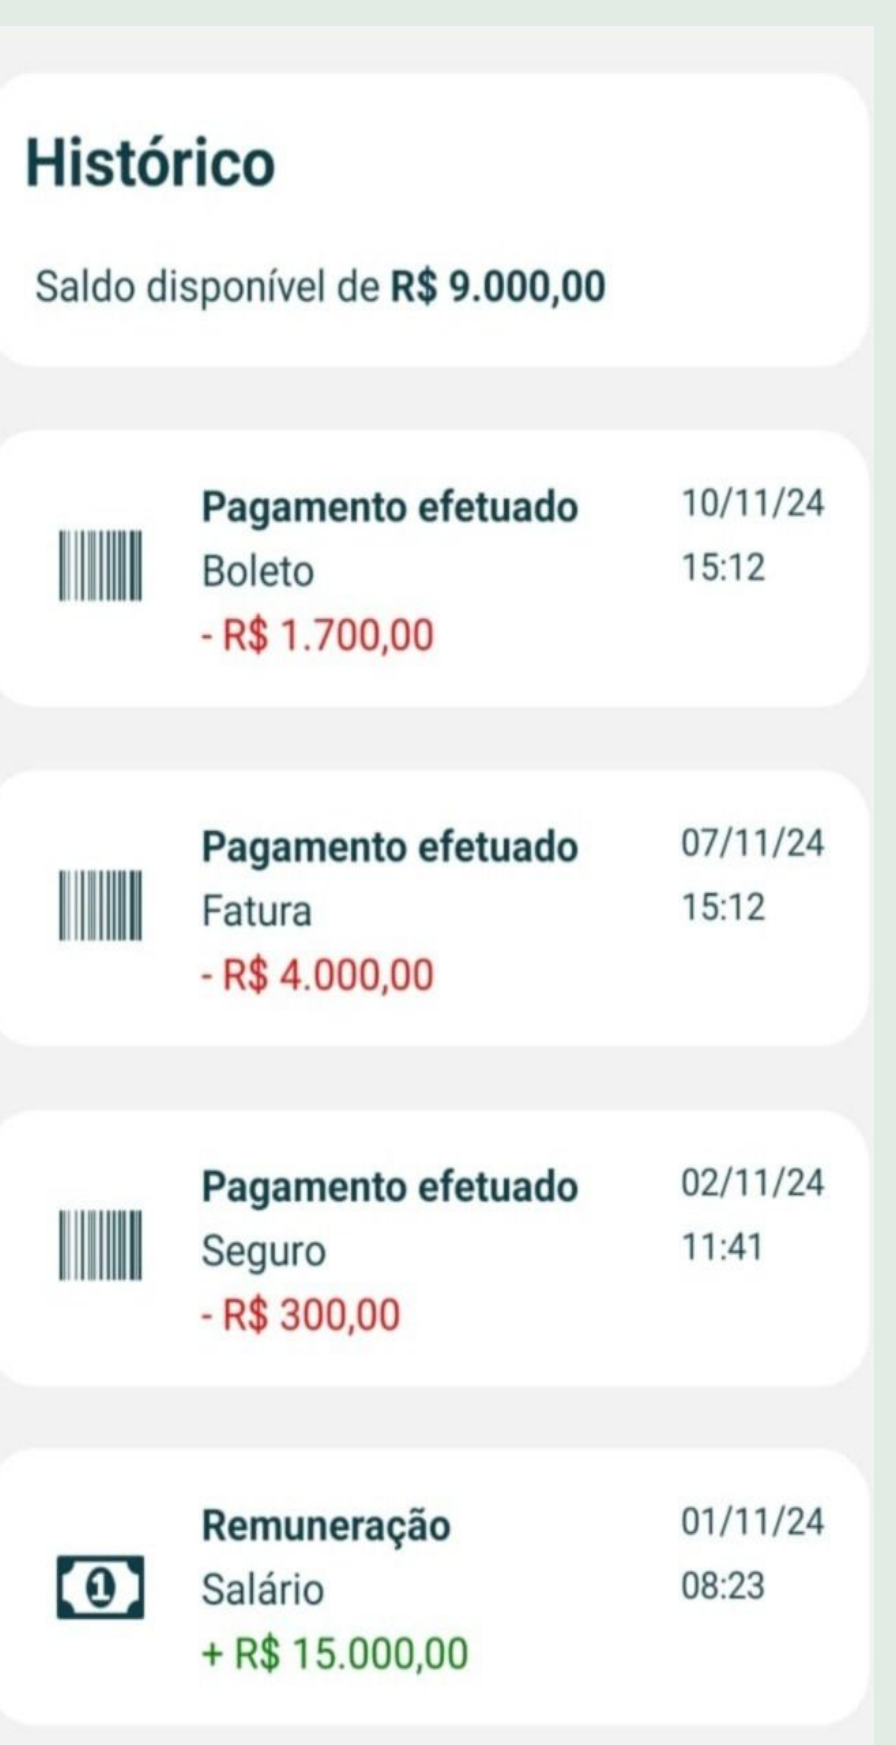 Histórico
Saldo disponível de R$ 9.000,00
Pagamento efetuado
10/11/24
Boleto
15:12
- R$ 1.700,00
Pagamento efetuado
07/11/24
Fatura
15:12
- R$ 4.000,00
Pagamento efetuado
02/11/24
Seguro
11:41
- R$ 300,00
Remuneração
01/11/24
Salário
08:23
+ R$ 15.000,00